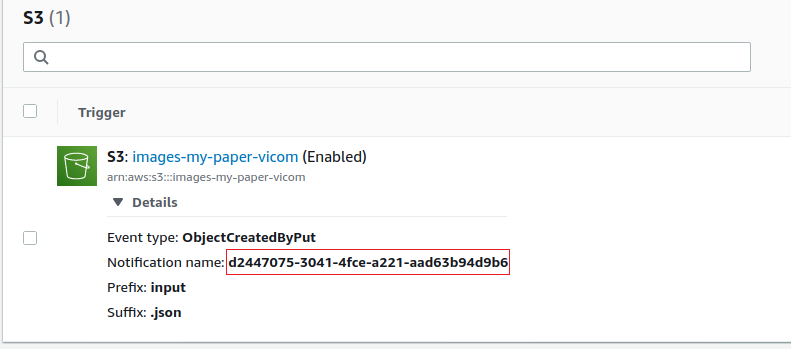 S3 (1)
Trigger
S3: images-my-paper-vicom (Enabled)
arn:aws:s3:::images-my-paper-vicom
Details
Event type: ObjectCreatedByPut
Notification name: d2447075-3041-4fce-a221-aad63b94d9b6
Prefix: input
Suffix: .json